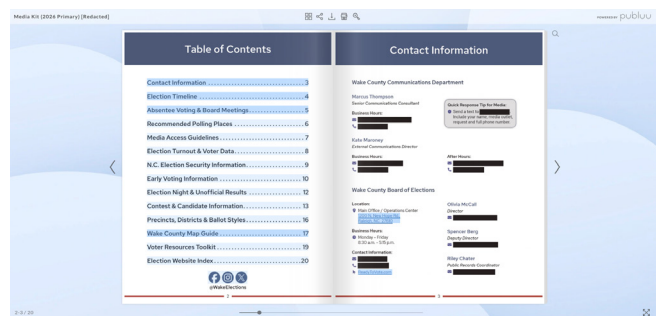 Media Kit (2026 Primary) [Redacted]
POWERED BY publuu
Table of Contents
Contact Information 3
Election Timeline 4
Absentee Voting & Board Meetings 5
Recommended Polling Places 6
Media Access Guidelines 7
Election Turnout & Voter Data 8
N.C. Election Security Information 9
Early Voting Information 10
Election Night & Unofficial Results 12
Contest & Candidate Information 13
Precincts, Districts & Ballot Styles 16
Wake County Map Guide 17
Voter Resources Toolkit 19
Election Website Index 20
@WakeElections
2
Contact Information
Wake County Communications Department
Marcus Thompson
Senior Communications Consultant
Business Hours:
Quick Response Tip for Media:
Send a text to
Include your name, media outlet,
request and full phone number.
Kate Maroney
External Communications Director
Business Hours:
After Hours:
Wake County Board of Elections
Location:
Main Office / Operations Center
Business Hours:
Monday - Friday
8:30 a.m. - 5:15 p.m.
Contact Information:
Olivia McCall
Director
Spencer Berg
Deputy Director
Riley Chater
Public Records Coordinator
3
2-3 / 20